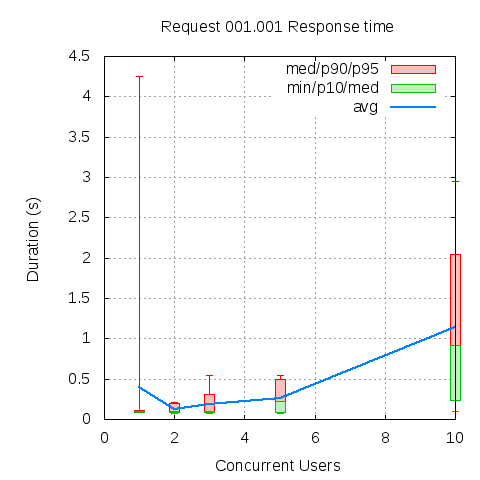 Request 001.001 Response time
med/p90/p95
min/p10/med
avg
4.5
4
3.5
3
2.5
2
1.5
1
0.5
0
0 2 4 6 8 10
Duration (s)
Concurrent Users